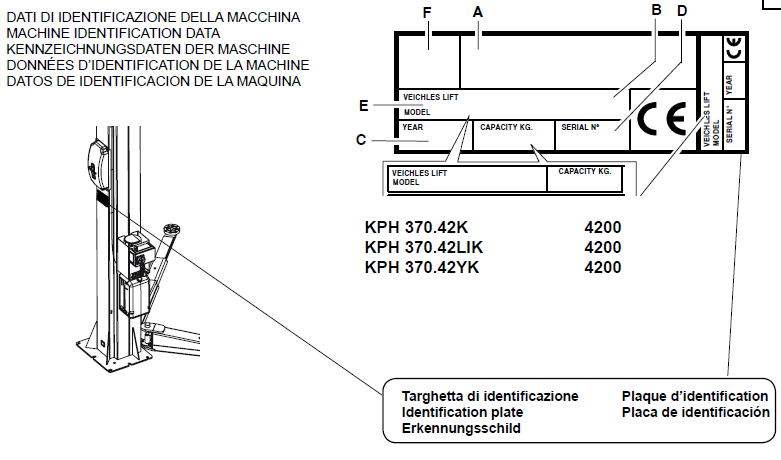 DATI DI IDENTIFICAZIONE DELLA MACCHINA
MACHINE IDENTIFICATION DATA
KENNZEICHNUNGSDATEN DER MASCHINE
DONNÉES D'IDENTIFICATION DE LA MACHINE
DATOS DE IDENTIFICACION DE LA MAQUINA
F A B D
E
C
VEICHLES LIFT
MODEL
YEAR CAPACITY KG. SERIAL N°
CE
VEICHLES LIFT
MODEL
SERIAL N° YEAR CE
VEICHLES LIFT CAPACITY KG.
MODEL
KPH 370.42K 4200
KPH 370.42LIK 4200
KPH 370.42YK 4200
Targhetta di identificazione Plaque d'identification
Identification plate Placa de identificación
Erkennungsschild